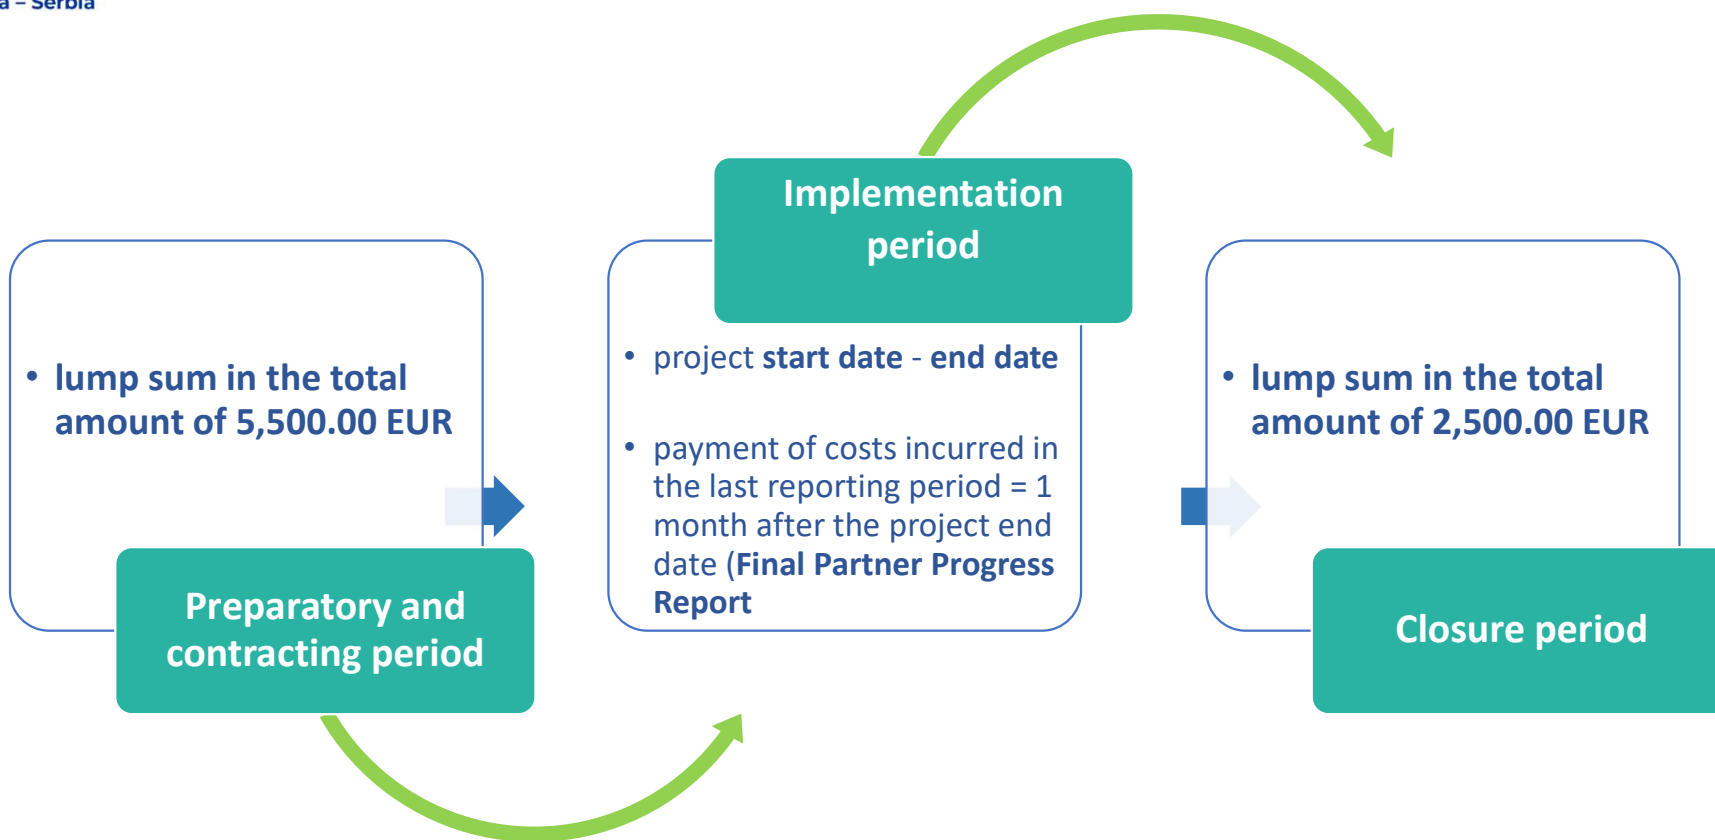 a – Serbia
• lump sum in the total
amount of 5,500.00 EUR
Preparatory and
contracting period
Implementation
period
• project start date - end date
• payment of costs incurred in
the last reporting period = 1
month after the project end
date (Final Partner Progress
Report
• lump sum in the total
amount of 2,500.00 EUR
Closure period